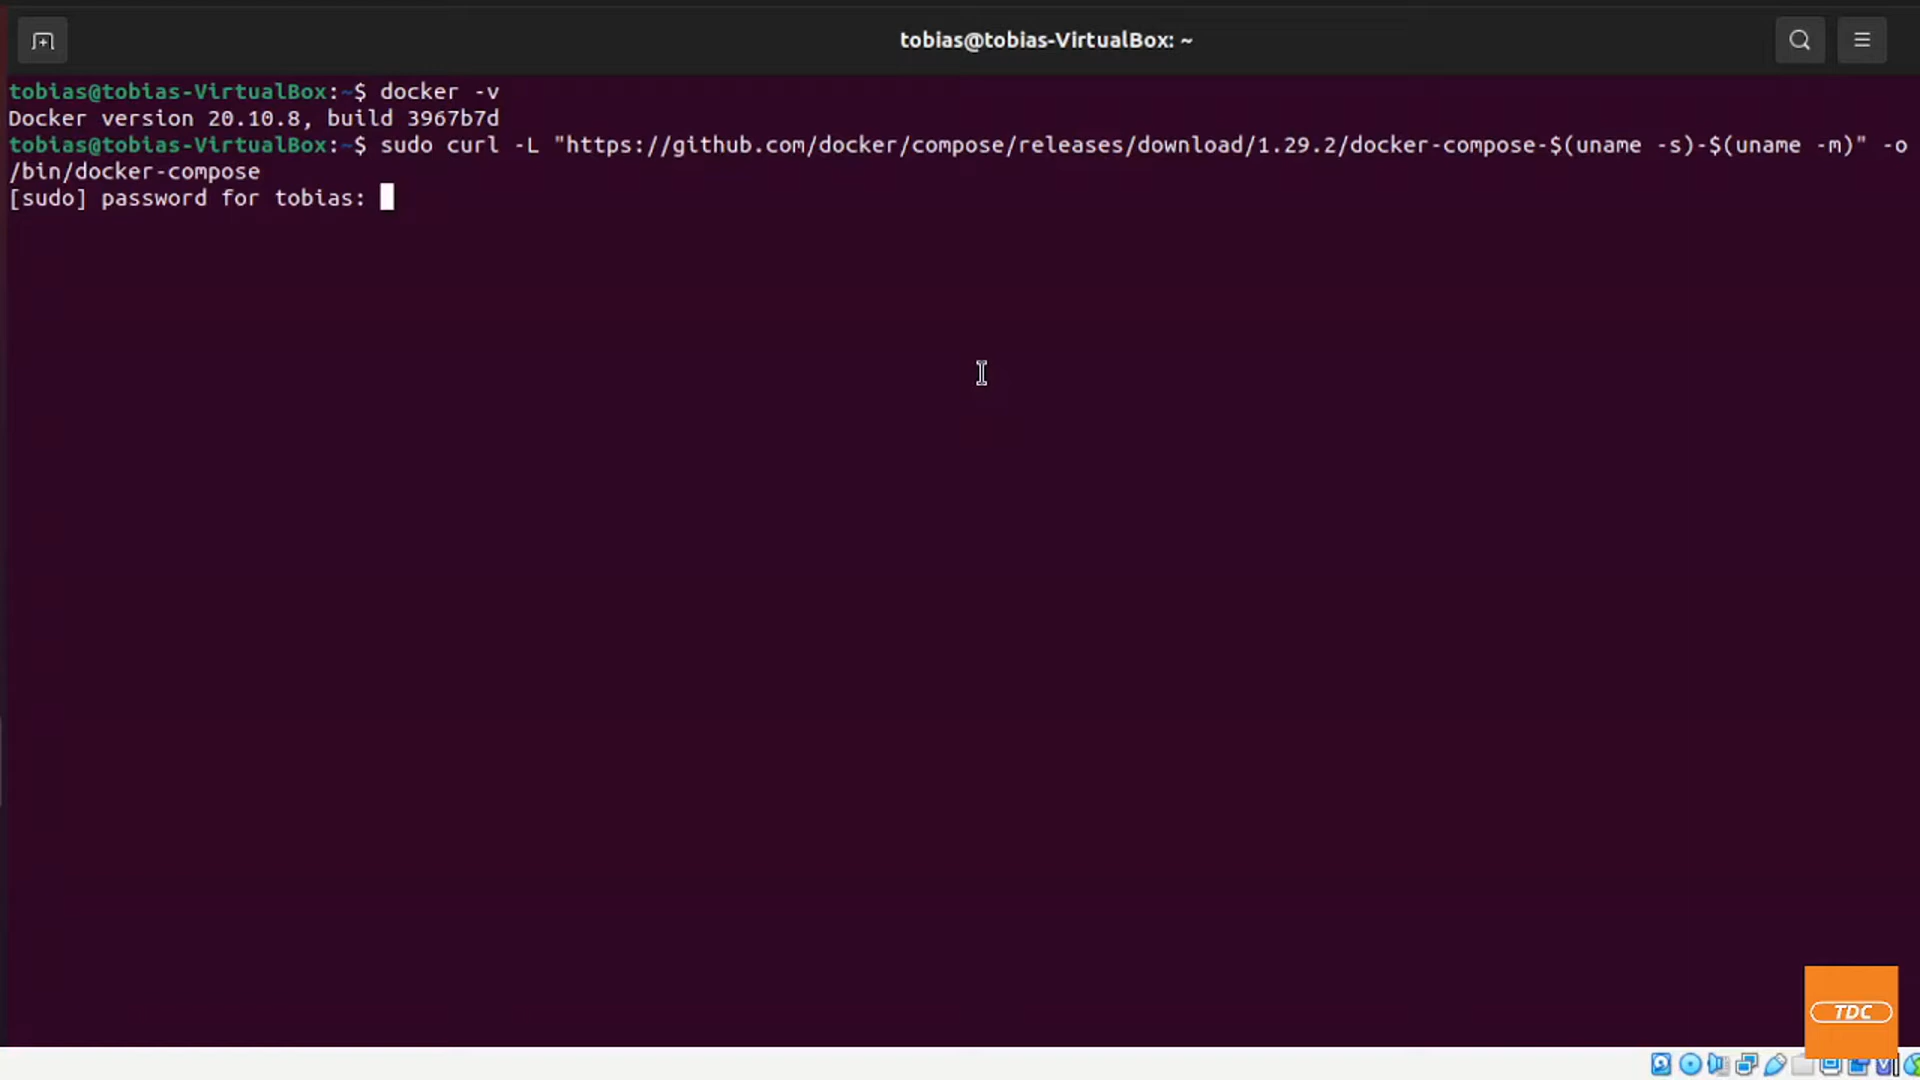 tobias@tobias-VirtualBox: ~
tobias@tobias-VirtualBox:~$ docker -v
Docker version 20.10.8, build 3967b7d
tobias@tobias-VirtualBox:~$ sudo curl -L "https://github.com/docker/compose/releases/download/1.29.2/docker-compose-$(uname -s)-$(uname -m)" -o
/bin/docker-compose
[sudo] password for tobias:
TDC